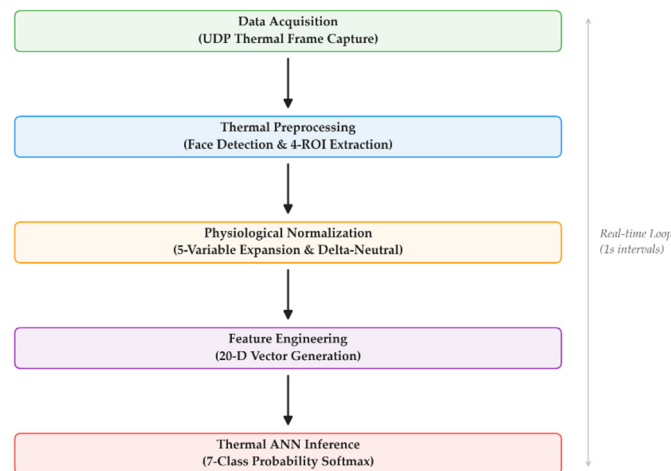 Data Acquisition
(UDP Thermal Frame Capture)
Thermal Preprocessing
(Face Detection & 4-ROI Extraction)
Physiological Normalization
(5-Variable Expansion & Delta-Neutral)
Real-time Loop
(1s intervals)
Feature Engineering
(20-D Vector Generation)
Thermal ANN Inference
(7-Class Probability Softmax)